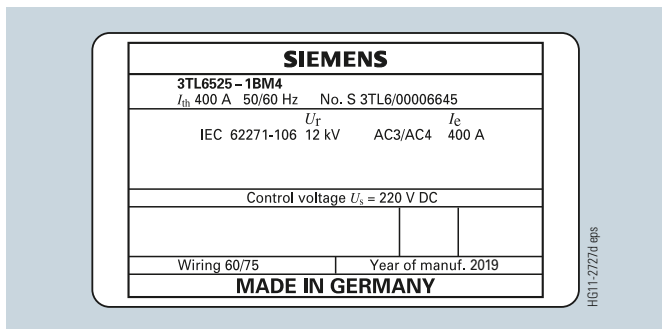 SIEMENS
3TL6525 – 1BM4
Ith 400 A 50/60 Hz No. S 3TL6/00006645
Ur Ie
IEC 62271-106 12 kV AC3/AC4 400 A
Control voltage Us = 220 V DC
Wiring 60/75 Year of manuf. 2019
MADE IN GERMANY
HG11-2727d eps